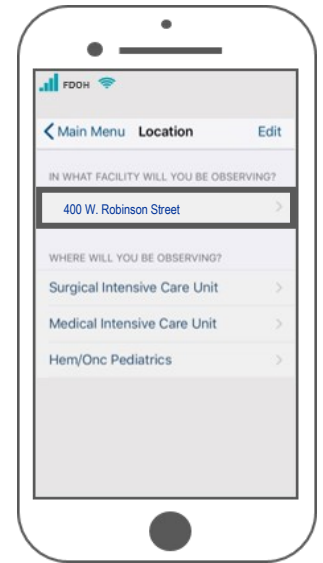 FDOH
Main Menu Location Edit
IN WHAT FACILITY WILL YOU BE OBSERVING?
400 W. Robinson Street
WHERE WILL YOU BE OBSERVING?
Surgical Intensive Care Unit
Medical Intensive Care Unit
Hem/Onc Pediatrics